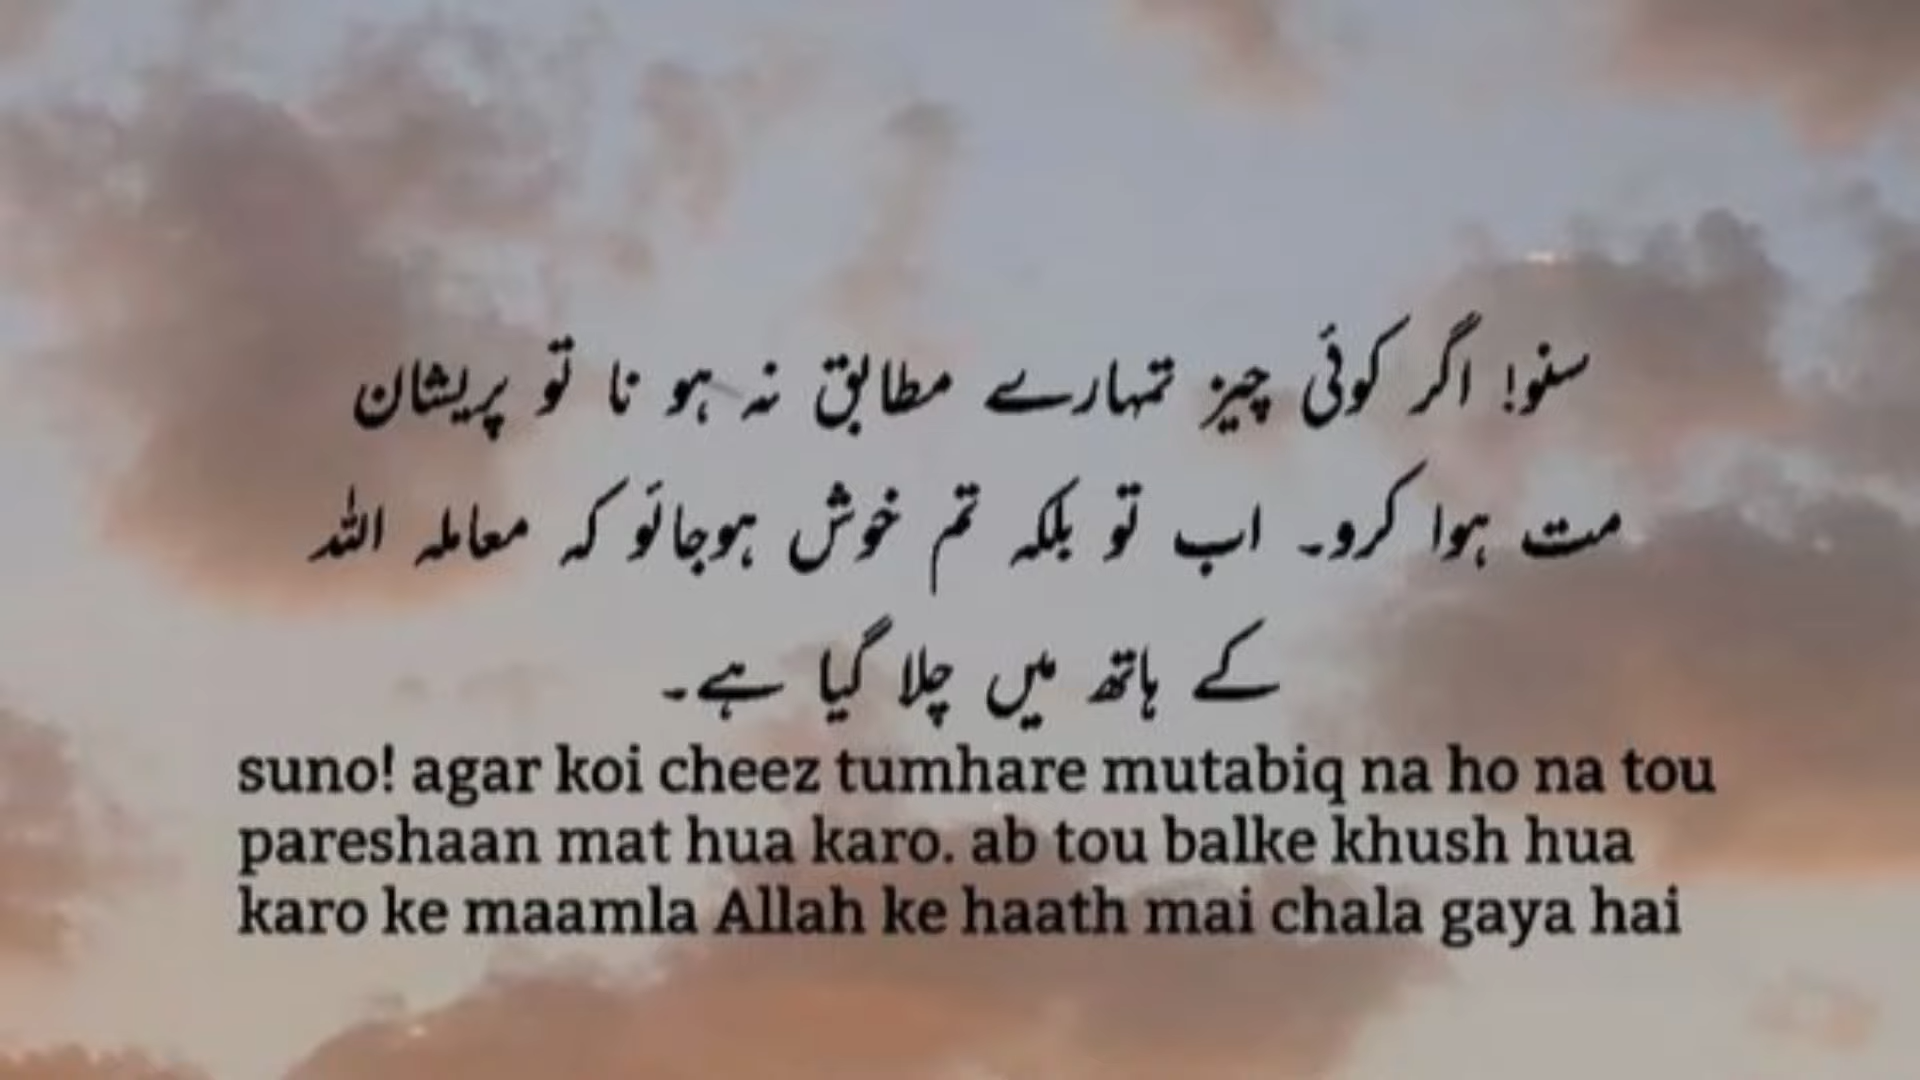 سنو! اگر کوئی چیز تمہارے مطابق نہ ہو نا تو پریشان
مت ہوا کرو۔ اب تو بلکہ تم خوش ہوجائو کہ معاملہ اللہ
کے ہاتھ میں چلا گیا ہے۔
suno! agar koi cheez tumhare mutabiq na ho na tou
pareshaan mat hua karo. ab tou balke khush hua
karo ke maamla Allah ke haath mai chala gaya hai